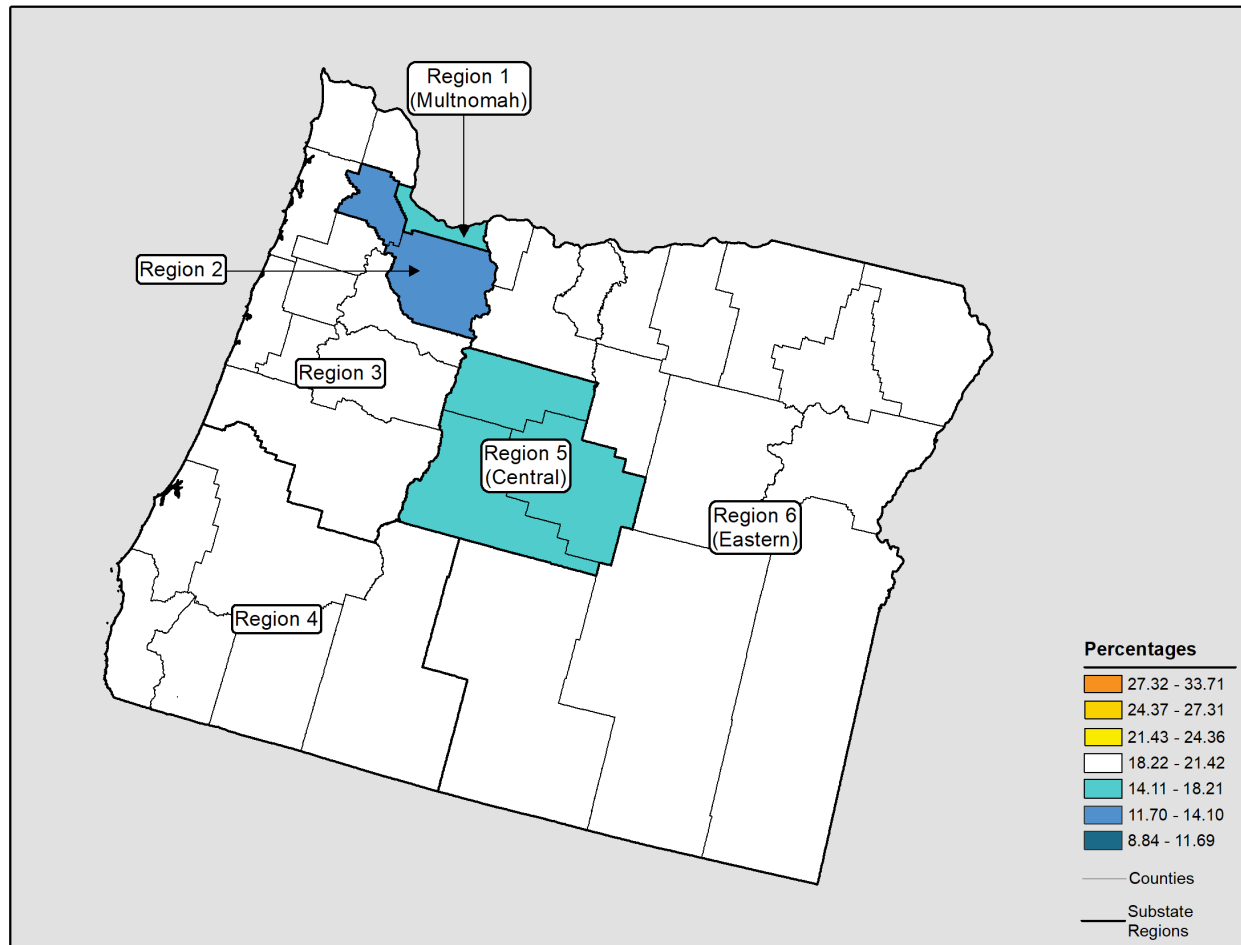 Region 1
(Multnomah)
Region 2
Region 3
Region 5
(Central)
Region 6
(Eastern)
Region 4
Percentages
27.32 - 33.71
24.37 - 27.31
21.43 - 24.36
18.22 - 21.42
14.11 - 18.21
11.70 - 14.10
8.84 - 11.69
Counties
Substate
Regions